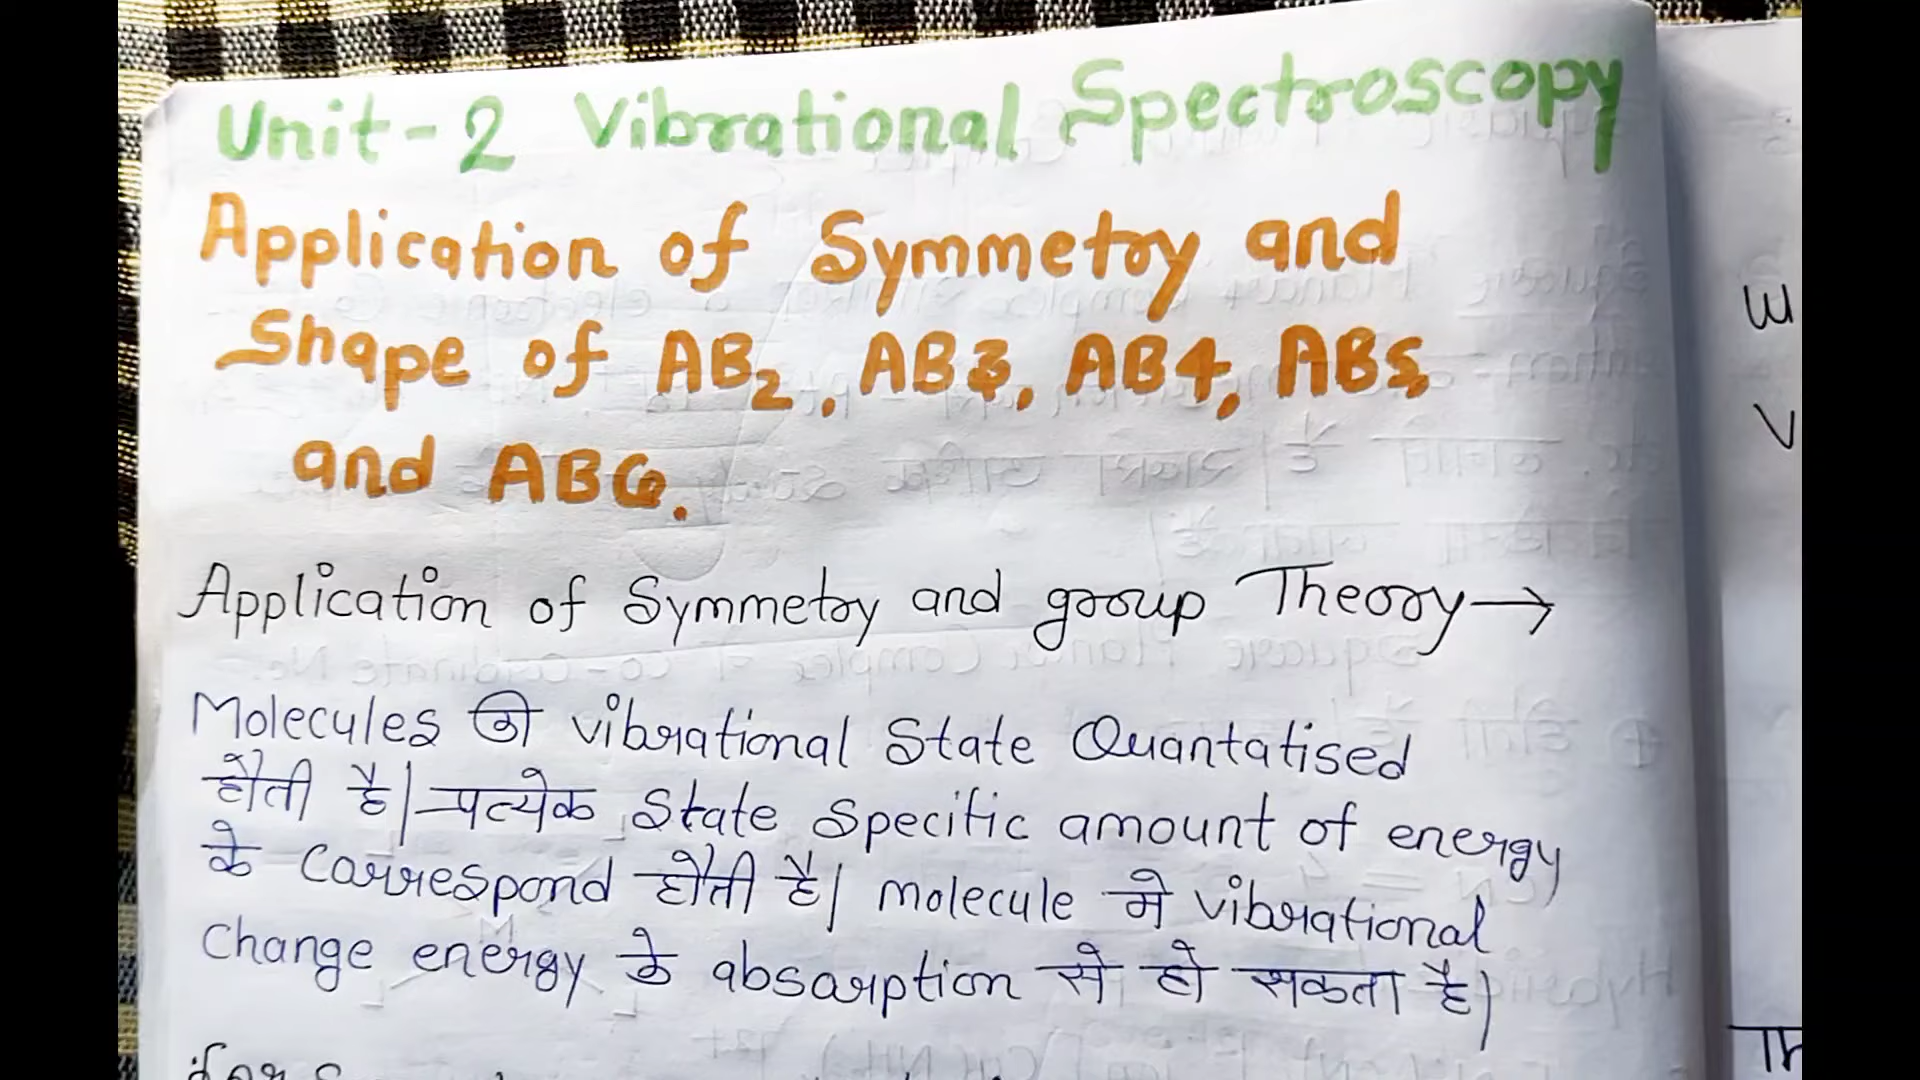 Unit-2 Vibrational Spectroscopy
Application of Symmetry and
Shape of AB2, AB3, AB4, AB5,
and AB6.
Application of Symmetry and group Theory→
Molecules की vibrational State Quantatised
होती है। प्रत्येक State Specific amount of energy
के Correspond होती है। molecule मे vibrational
Change energy के absorption से हो सकता है।